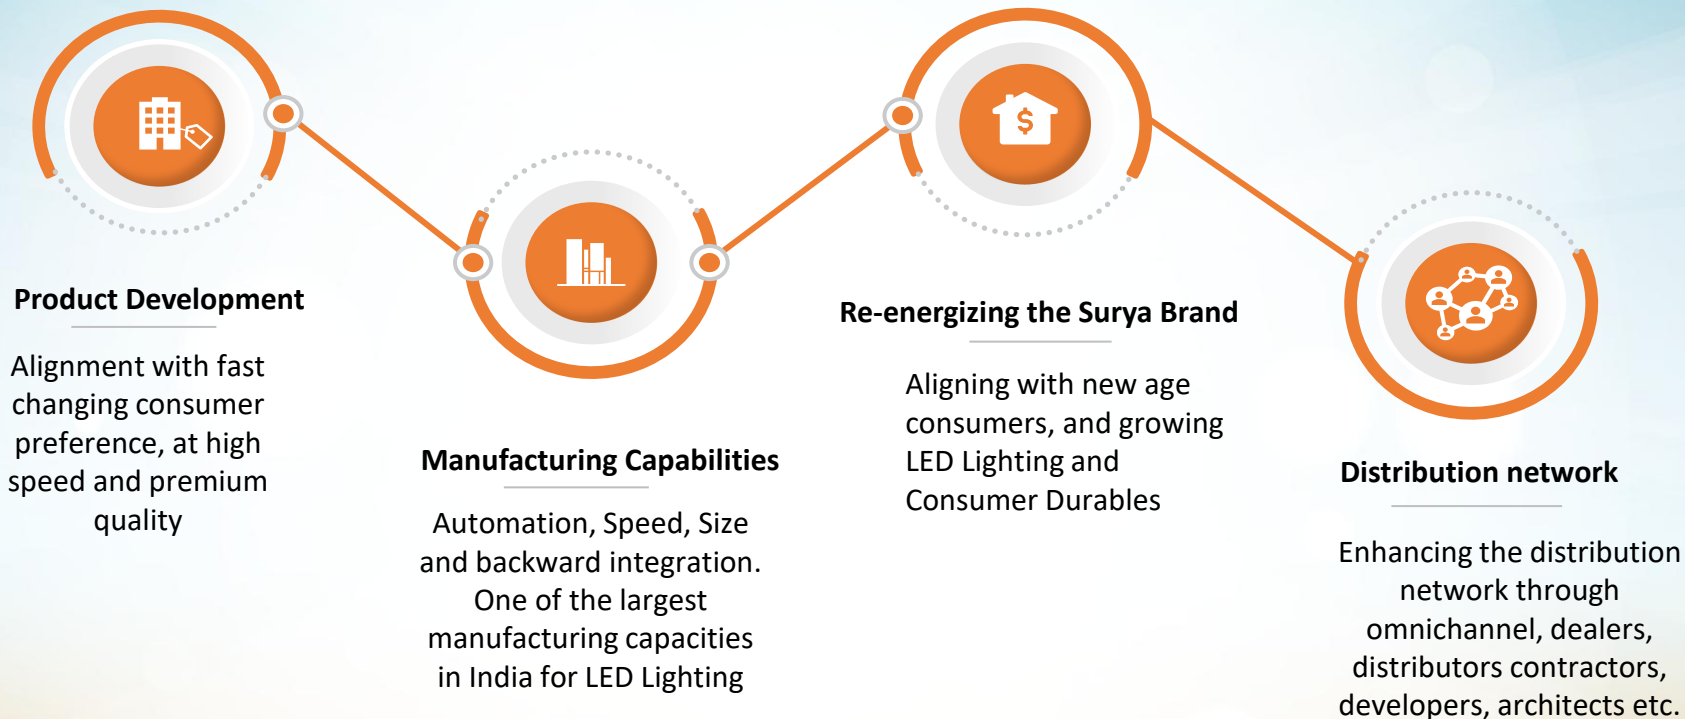 Product Development
Alignment with fast
changing consumer
preference, at high
speed and premium
quality
Manufacturing Capabilities
Automation, Speed, Size
and backward integration.
One of the largest
manufacturing capacities
in India for LED Lighting
$
Re-energizing the Surya Brand
Aligning with new age
consumers, and growing
LED Lighting and
Consumer Durables
Distribution network
Enhancing the distribution
network through
omnichannel, dealers,
distributors contractors,
developers, architects etc.